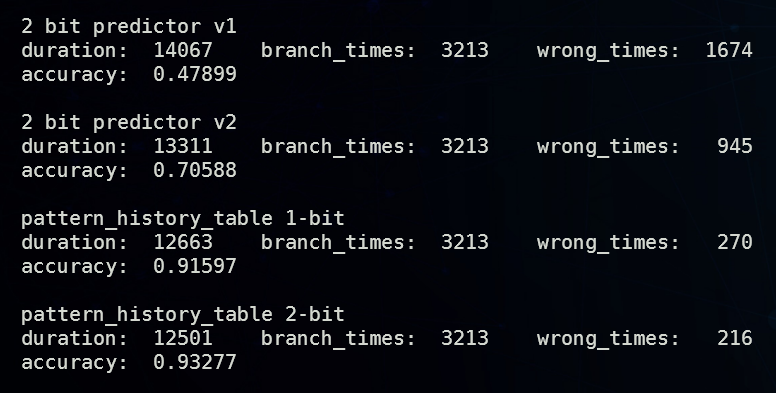 2 bit predictor v1
duration:  14067    branch_times:  3213    wrong_times:  1674
accuracy:  0.47899
2 bit predictor v2
duration:  13311    branch_times:  3213    wrong_times:   945
accuracy:  0.70588
pattern_history_table 1-bit
duration:  12663    branch_times:  3213    wrong_times:   270
accuracy:  0.91597
pattern_history_table 2-bit
duration:  12501    branch_times:  3213    wrong_times:   216
accuracy:  0.93277